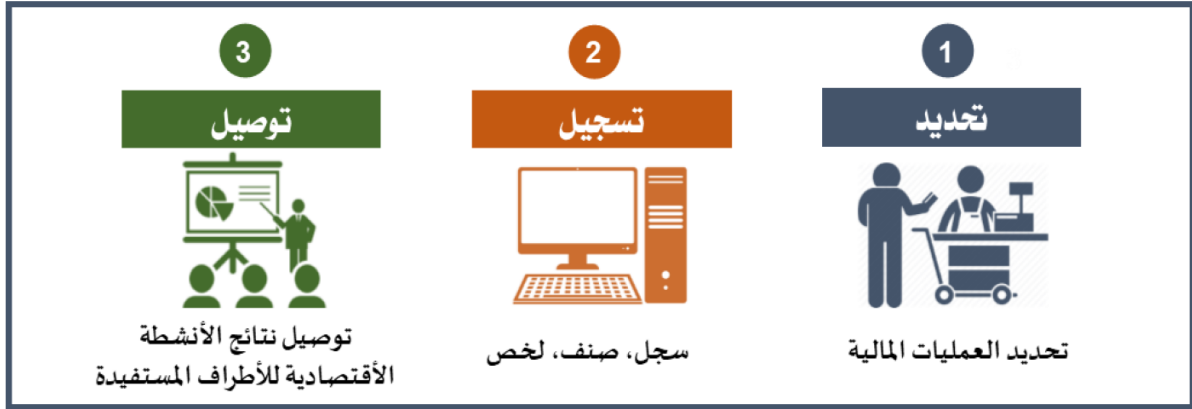 1
تحديد
تحديد العمليات المالية
2
تسجيل
سجل، صنف، لخص
3
توصيل
توصيل نتائج الأنشطة
الأقتصادية للأطراف المستفيدة